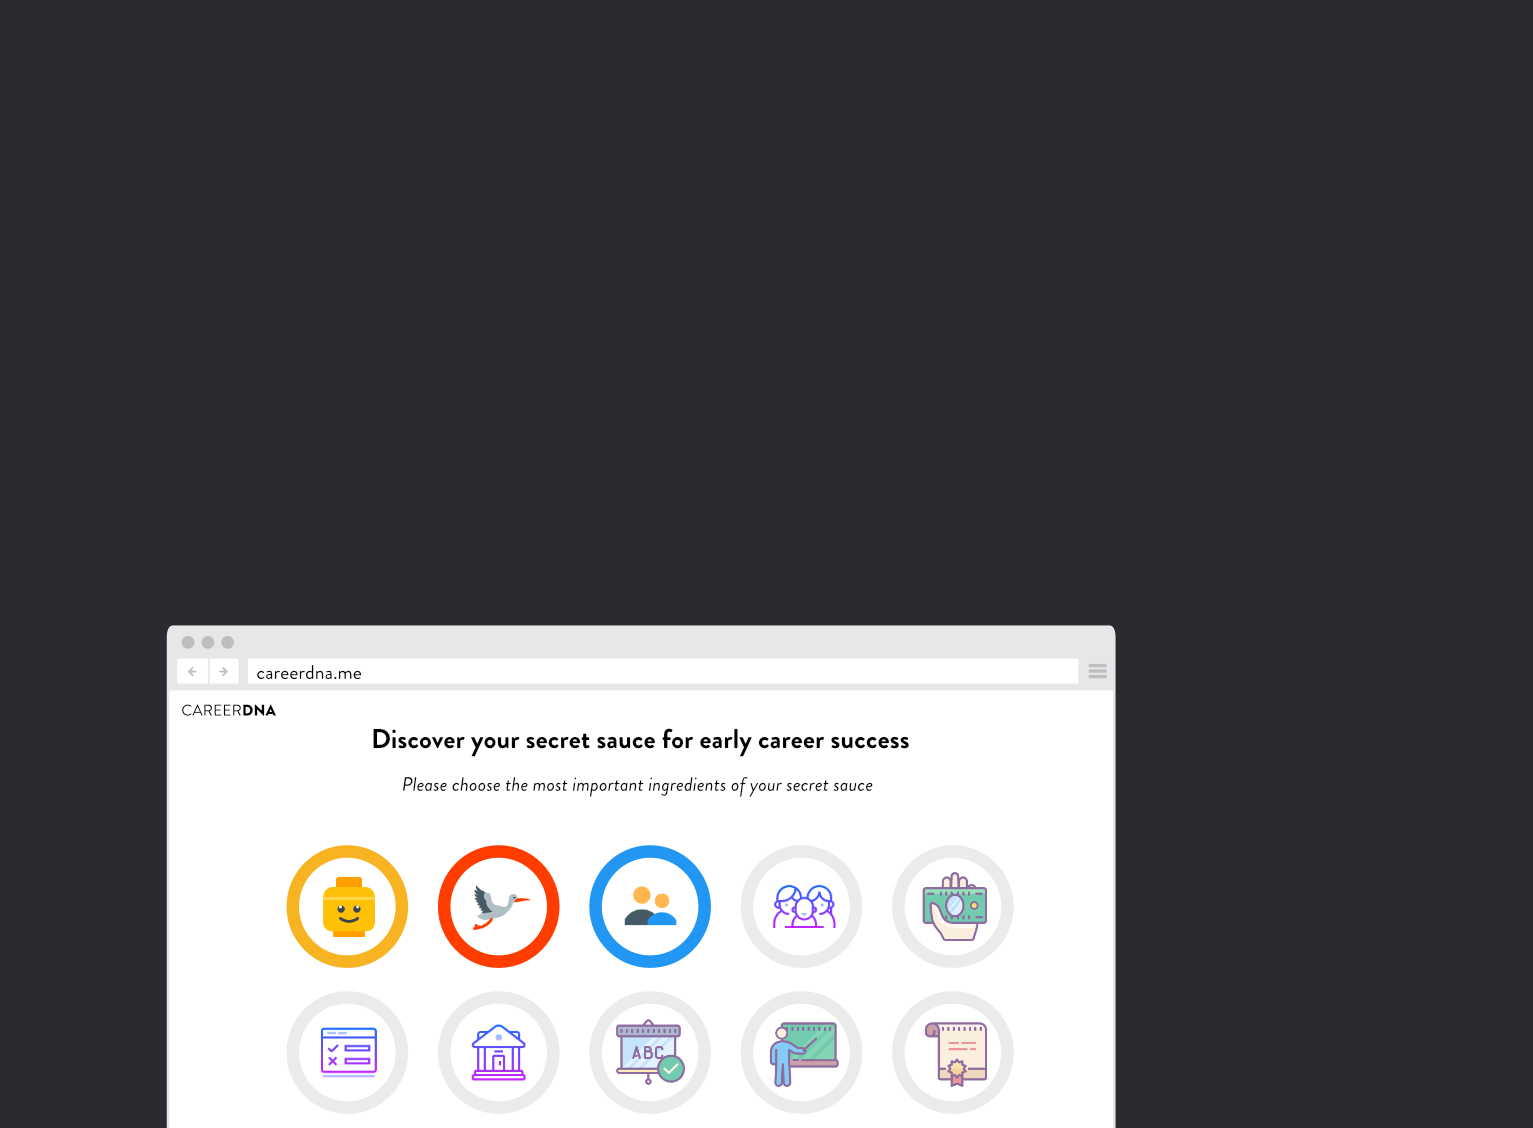 careerdna.me
CAREERDNA
Discover your secret sauce for early career success
Please choose the most important ingredients of your secret sauce
ABC